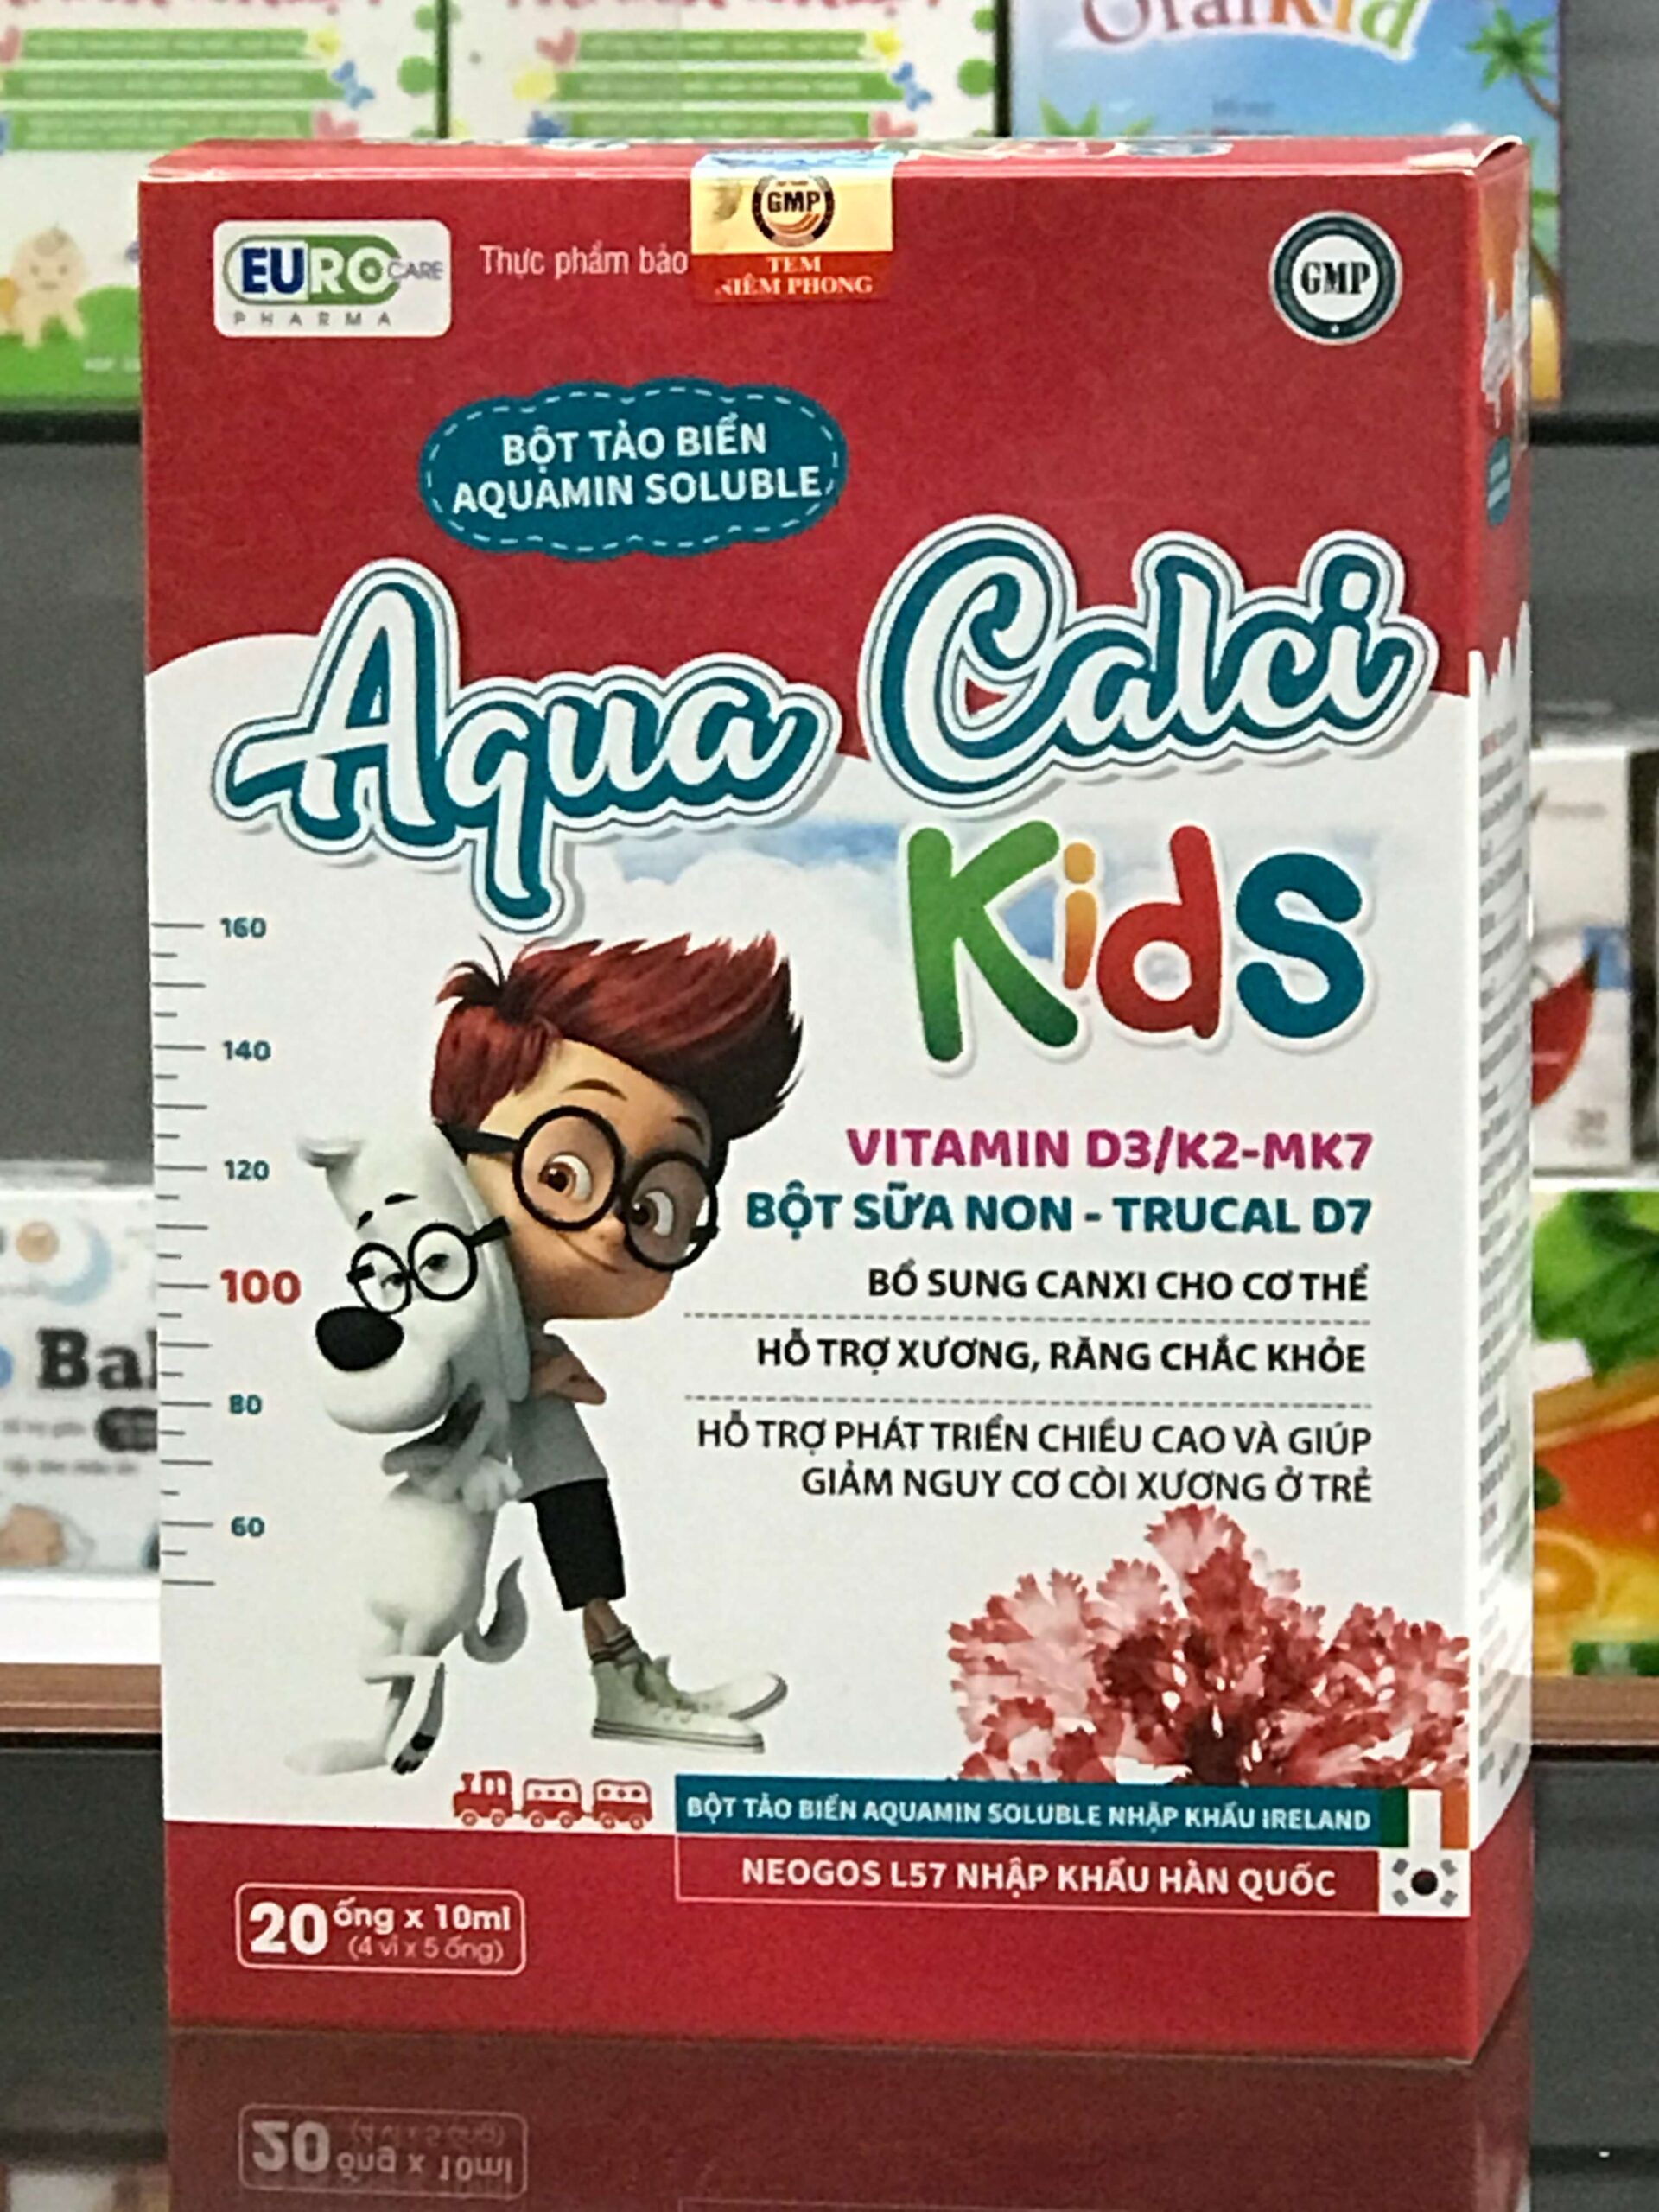 OralKid
EURO CARE
PHARMA
Thực phẩm bảo
GMP
TEM
NIÊM PHONG
GMP
BỘT TẢO BIỂN
AQUAMIN SOLUBLE
Aqua Calci
Kids
160
140
120
100
80
60
VITAMIN D3/K2-MK7
BỘT SỮA NON - TRUCAL D7
BỔ SUNG CANXI CHO CƠ THỂ
HỖ TRỢ XƯƠNG, RĂNG CHẮC KHỎE
HỖ TRỢ PHÁT TRIỂN CHIỀU CAO VÀ GIÚP
GIẢM NGUY CƠ CÒI XƯƠNG Ở TRẺ
BỘT TẢO BIỂN AQUAMIN SOLUBLE NHẬP KHẨU IRELAND
NEOGOS L57 NHẬP KHẨU HÀN QUỐC
20 ống x 10ml
(4 vỉ x 5 ống)